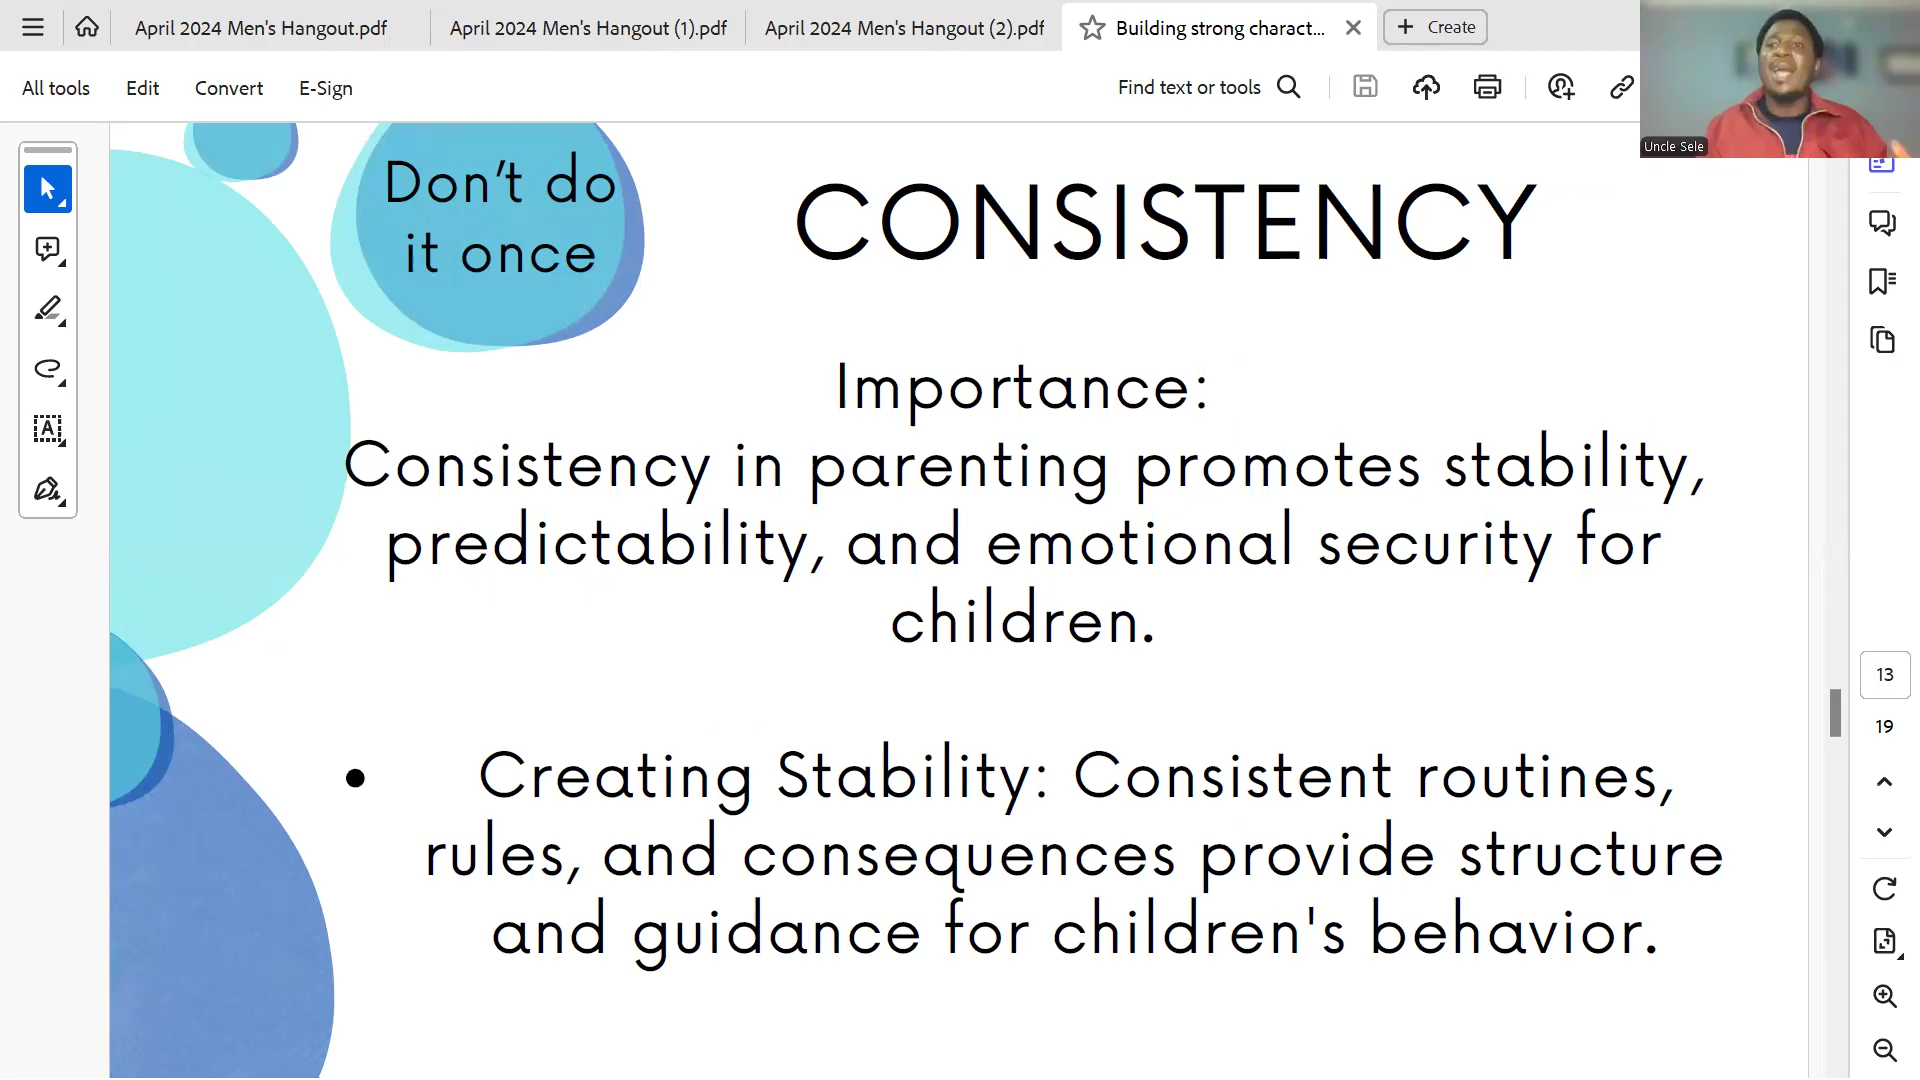 April 2024 Men's Hangout.pdf
April 2024 Men's Hangout (1).pdf
April 2024 Men's Hangout (2).pdf
Building strong charact...
Create
All tools
Edit
Convert
E-Sign
Find text or tools
Uncle Sele
Don't do
it once
CONSISTENCY
Importance:
Consistency in parenting promotes stability,
predictability, and emotional security for
children.
• Creating Stability: Consistent routines,
rules, and consequences provide structure
and guidance for children's behavior.
13
19